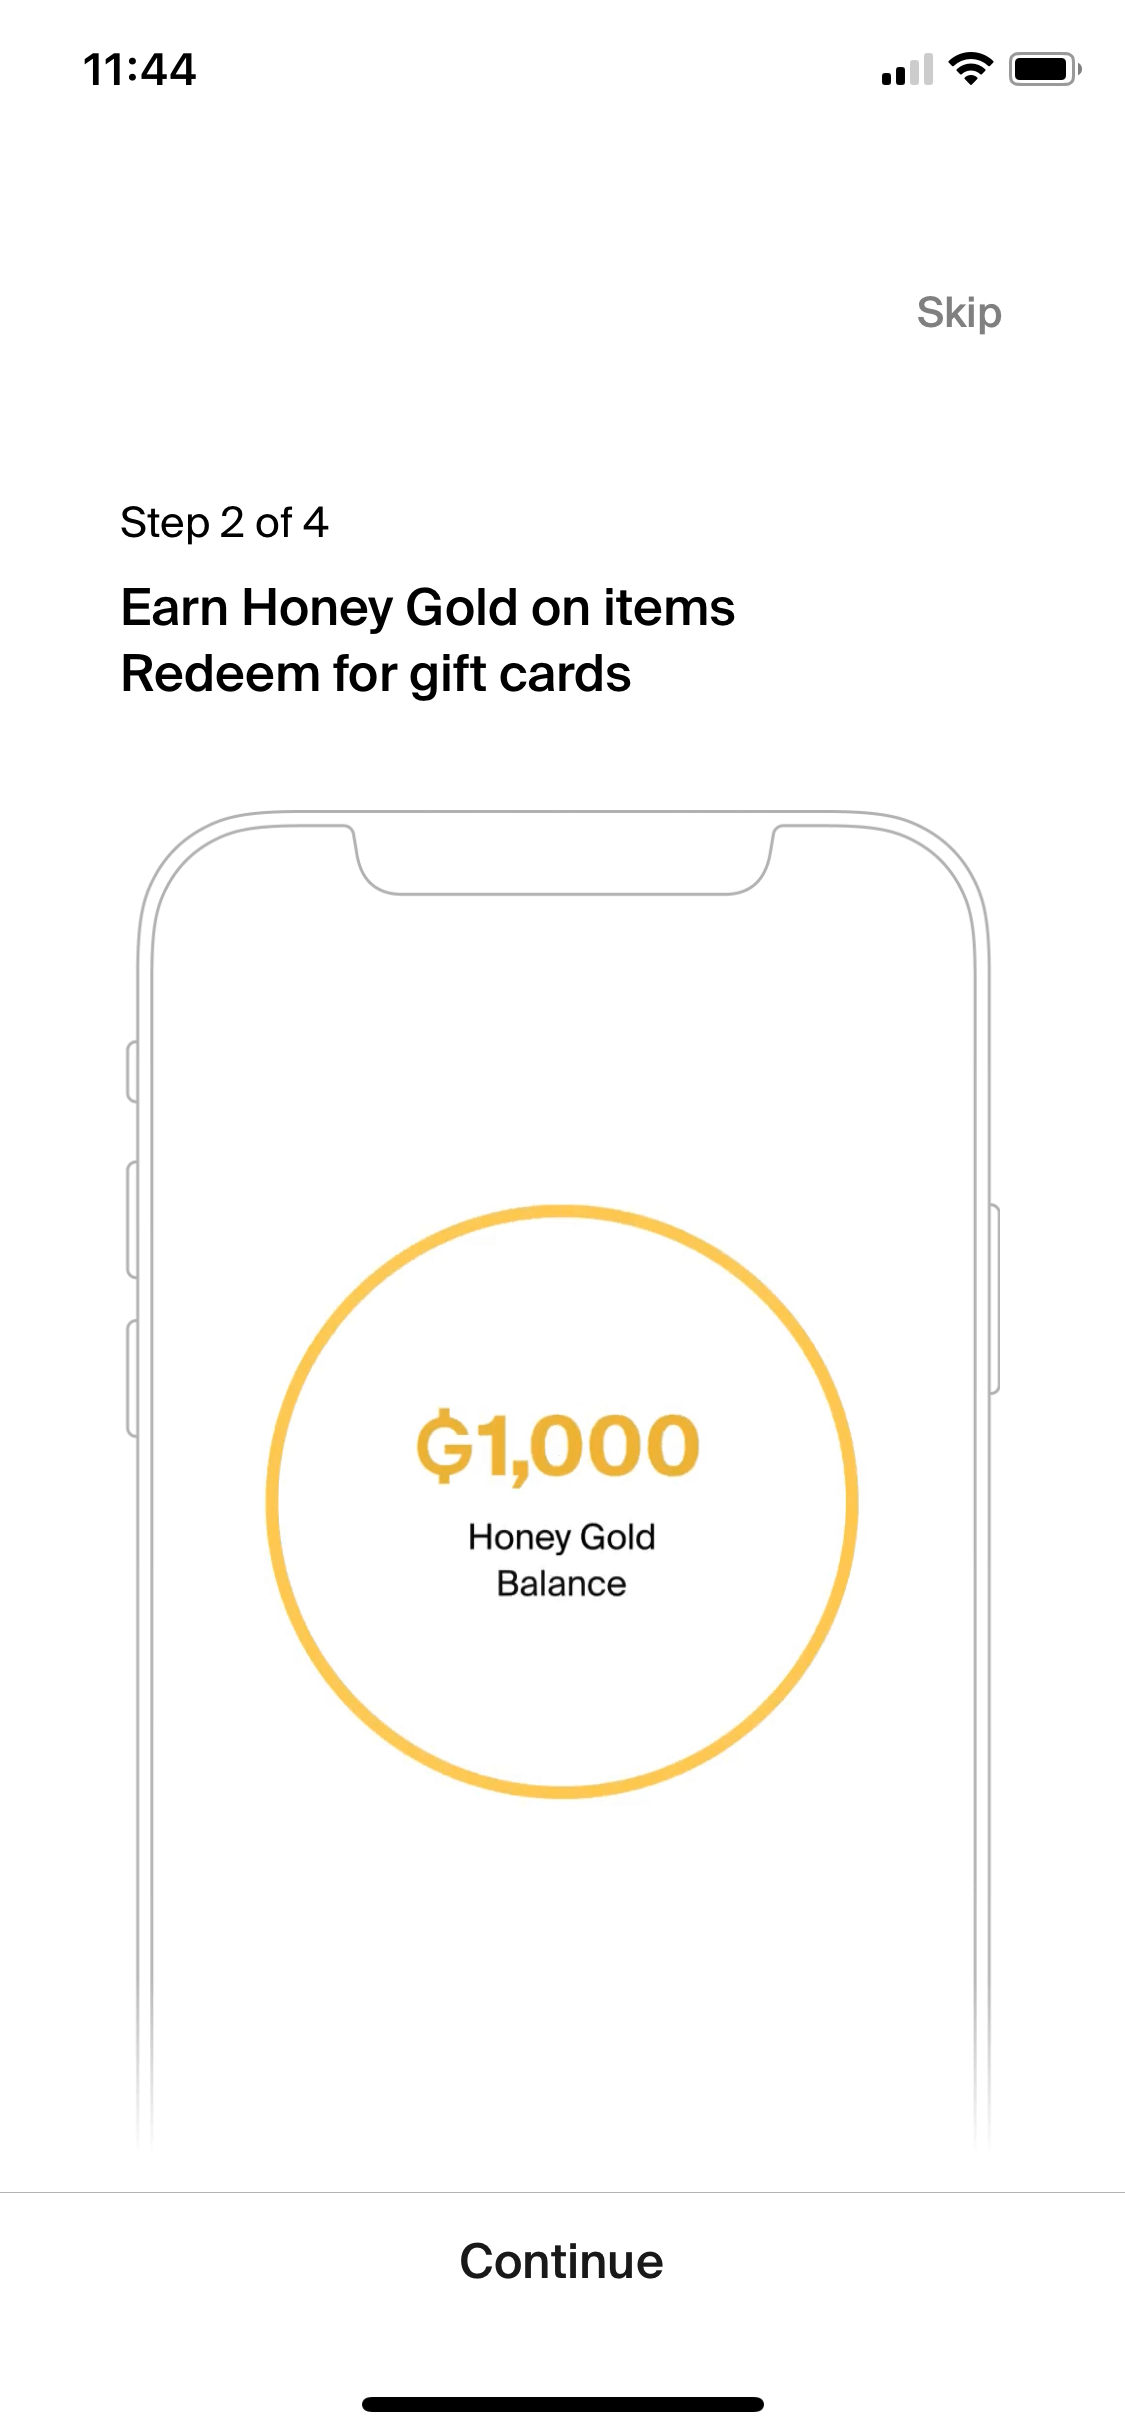 11:44
Skip
Step 2 of 4
Earn Honey Gold on items
Redeem for gift cards
₲1,000
Honey Gold
Balance
Continue